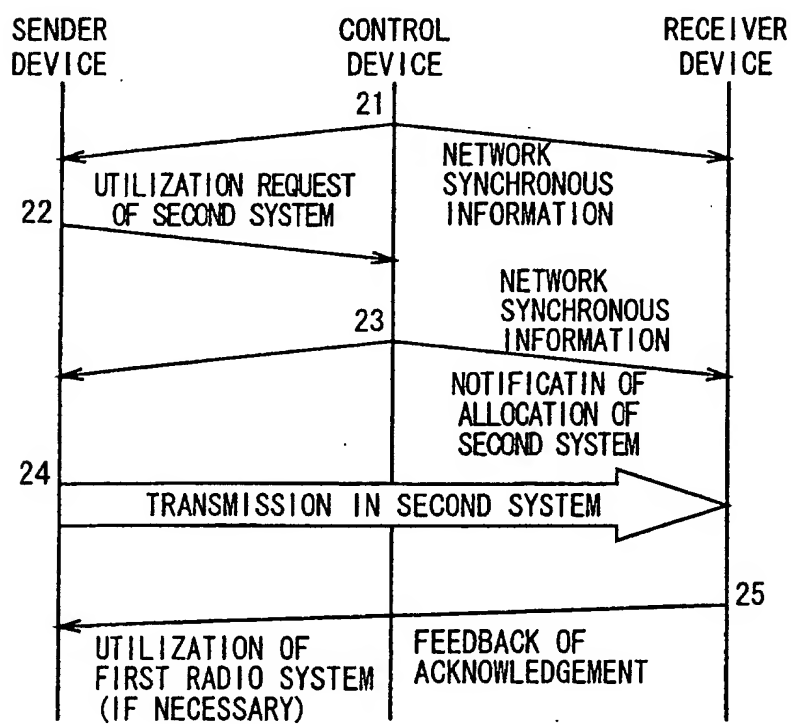 SENDER
DEVICE
CONTROL
DEVICE
RECEIVER
DEVICE
21
NETWORK
SYNCHRONOUS
INFORMATION
UTILIZATION REQUEST
OF SECOND SYSTEM
22
NETWORK
SYNCHRONOUS
INFORMATION
23
NOTIFICATIN OF
ALLOCATION OF
SECOND SYSTEM
24
TRANSMISSION IN SECOND SYSTEM
25
UTILIZATION OF
FIRST RADIO SYSTEM
(IF NECESSARY)
FEEDBACK OF
ACKNOWLEDGEMENT